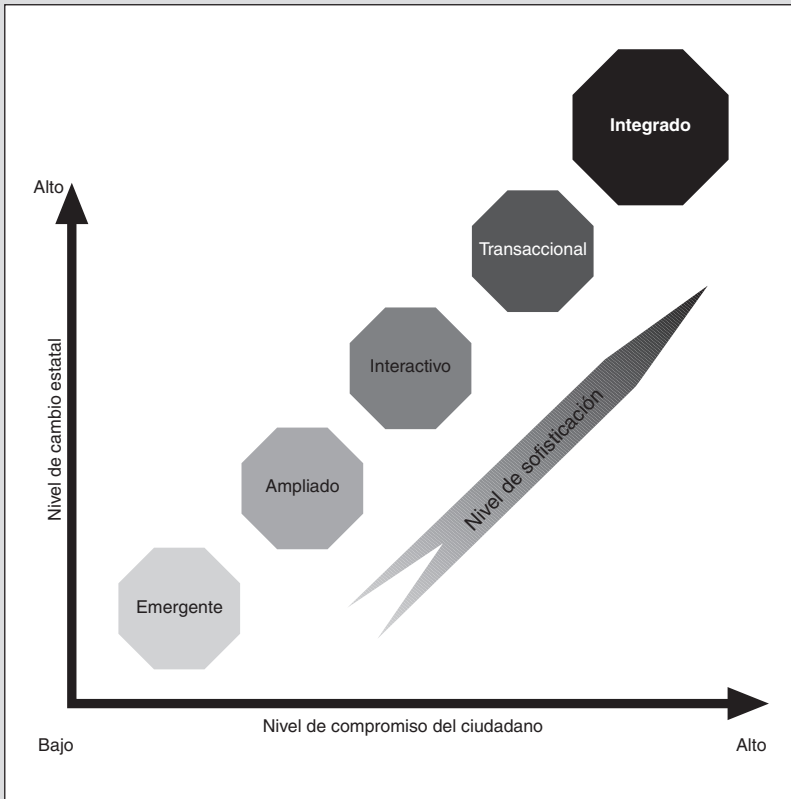 Integrado
Alto
Transaccional
Interactivo
Nivel de cambio estatal
Nivel de sofisticación
Ampliado
Emergente
Nivel de compromiso del ciudadano
Bajo
Alto